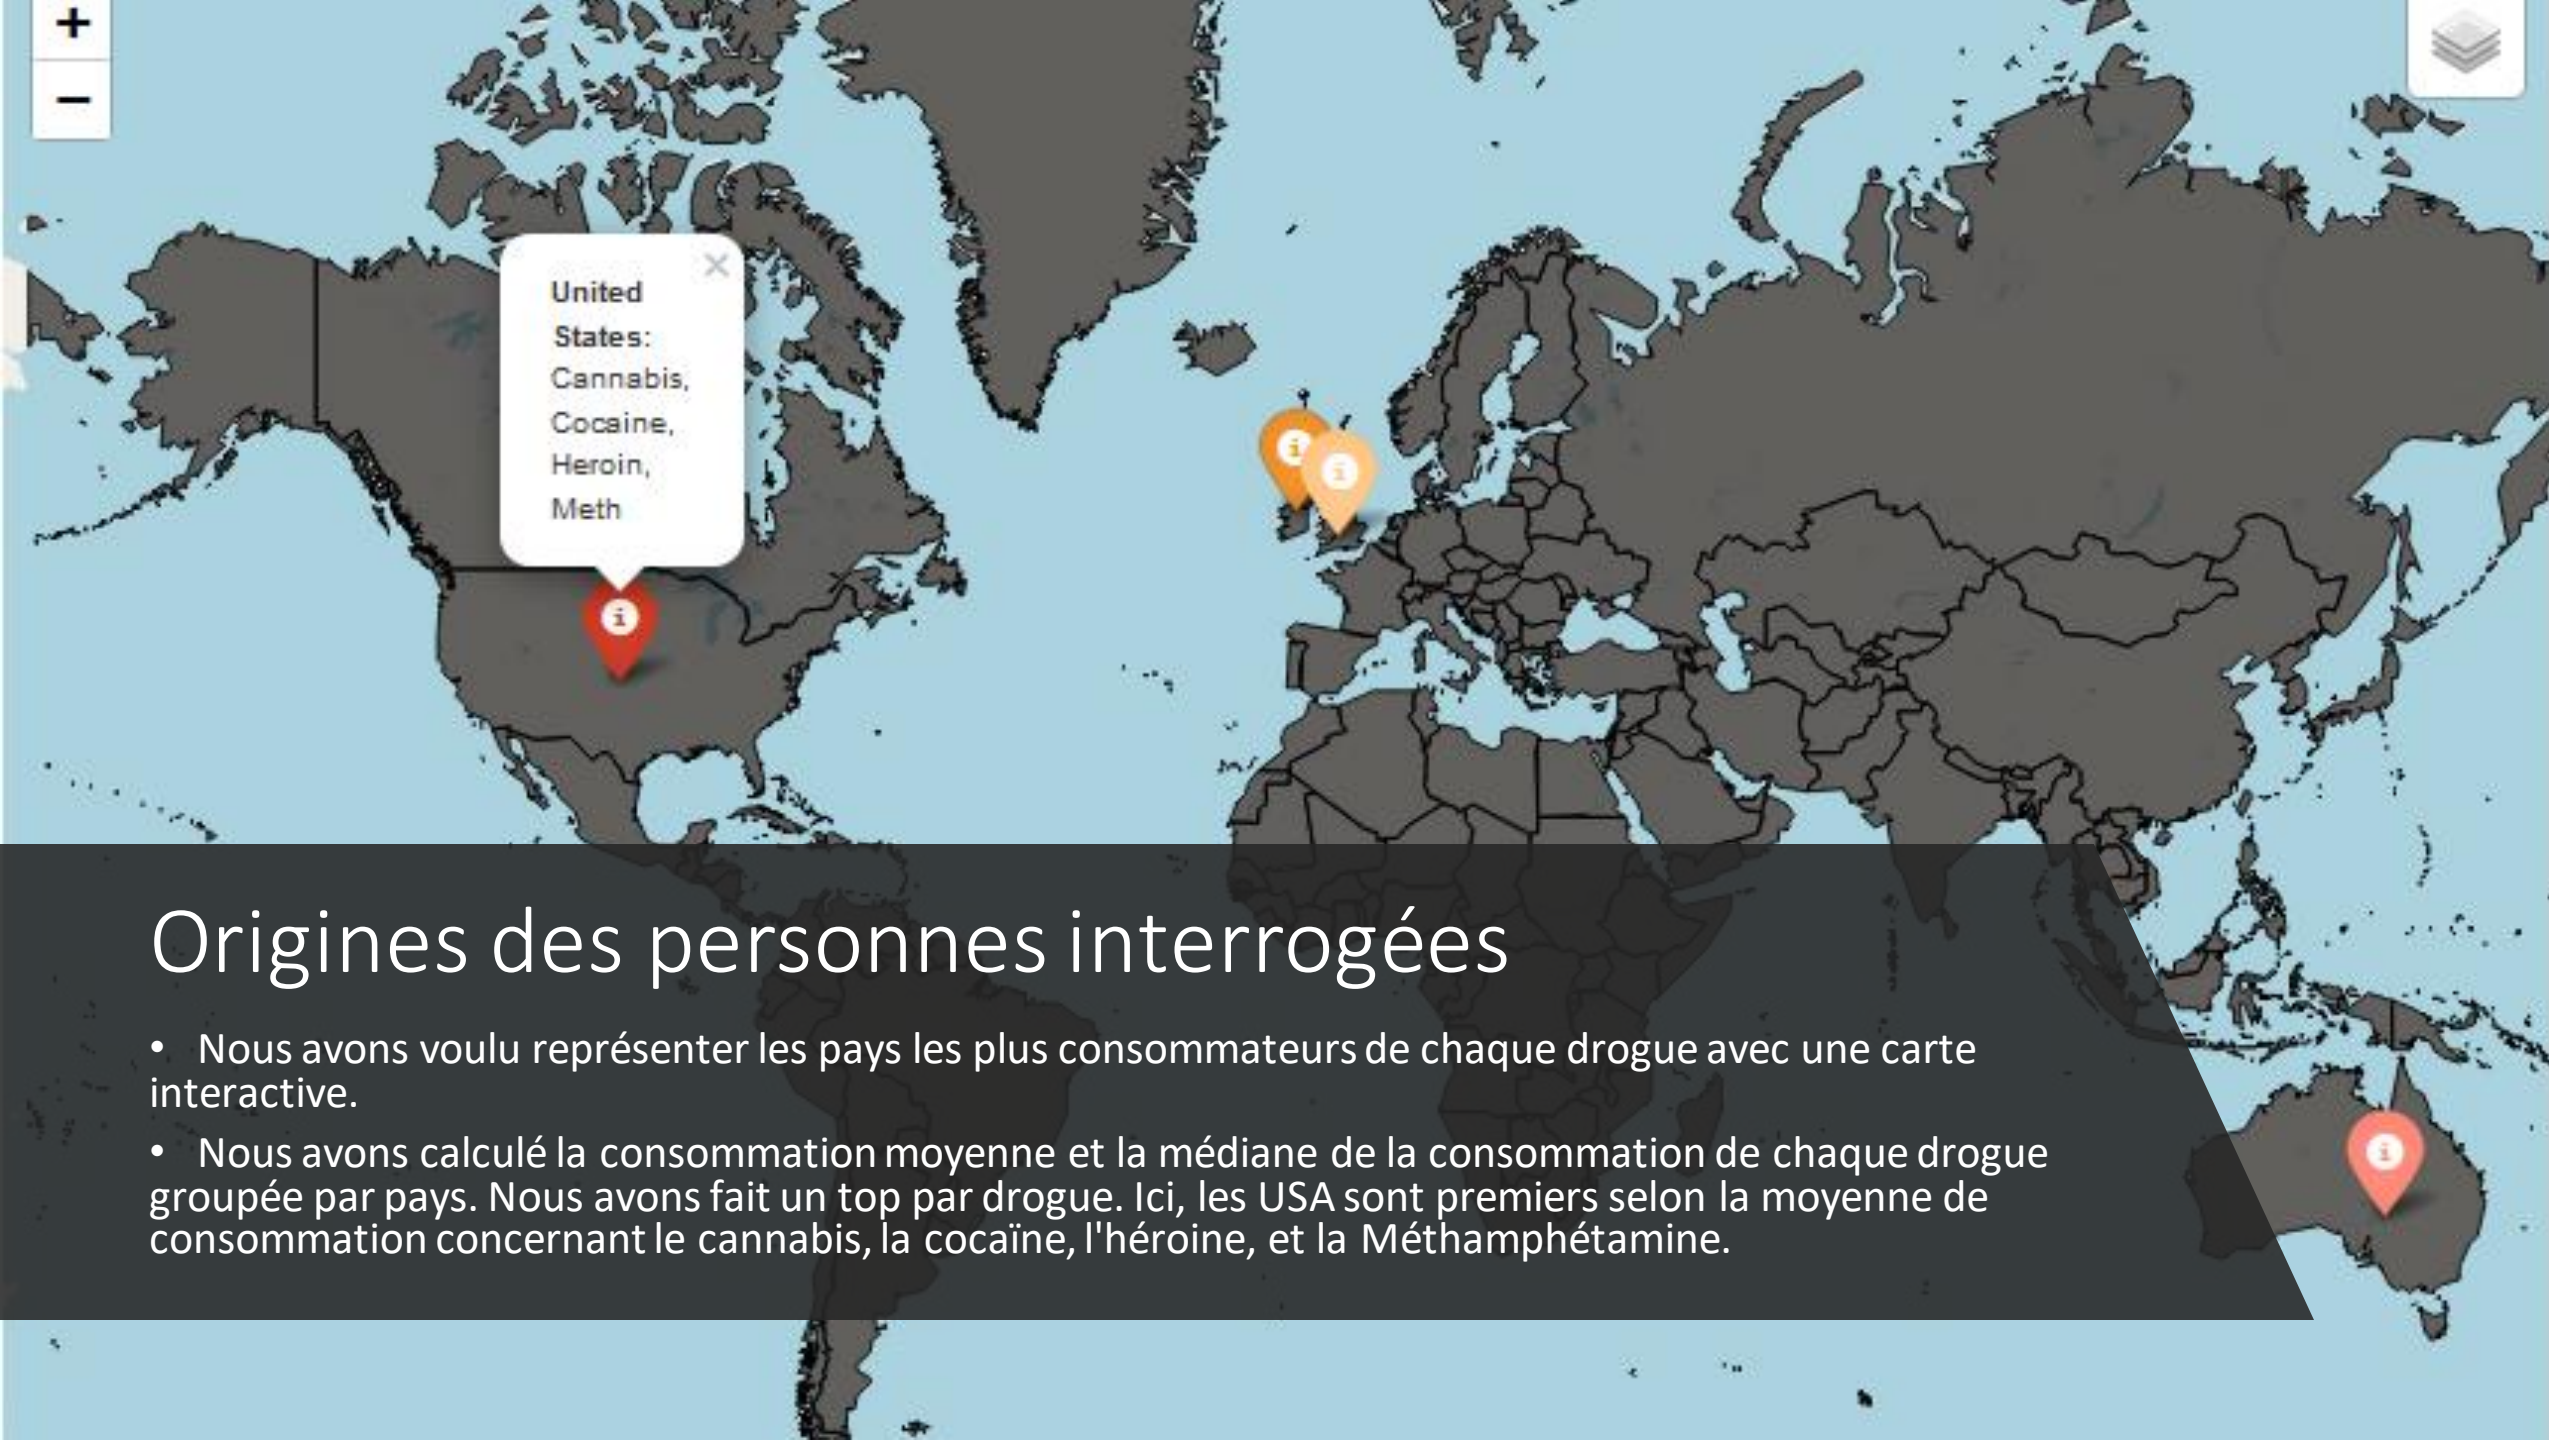 +
−
×
United
States:
Cannabis,
Cocaine,
Heroin,
Meth
i
i
i
i
Origines des personnes interrogées
• Nous avons voulu représenter les pays les plus consommateurs de chaque drogue avec une carte
interactive.
• Nous avons calculé la consommation moyenne et la médiane de la consommation de chaque drogue
groupée par pays. Nous avons fait un top par drogue. Ici, les USA sont premiers selon la moyenne de
consommation concernant le cannabis, la cocaïne, l'héroine, et la Méthamphétamine.